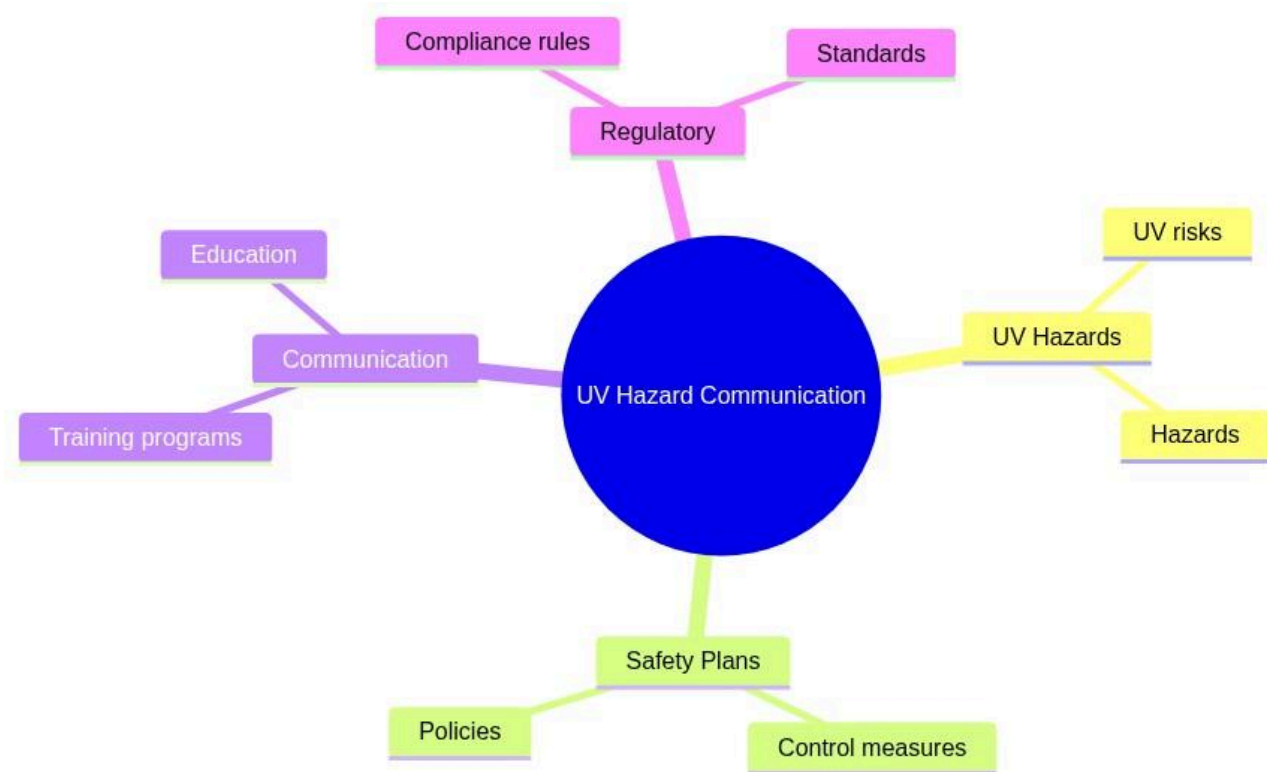 Compliance rules
Standards
Regulatory
UV risks
Education
UV Hazards
Communication
UV Hazard Communication
Training programs
Hazards
Safety Plans
Policies
Control measures